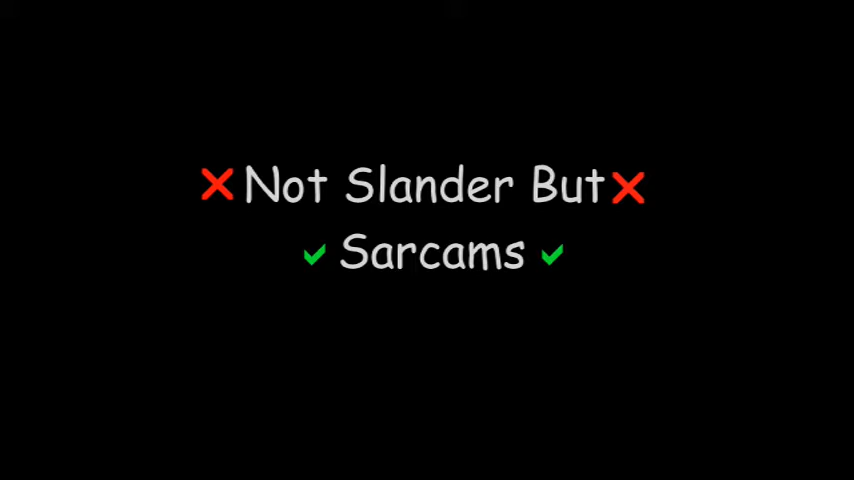 ❌Not Slander But❌
✔Sarcams✔